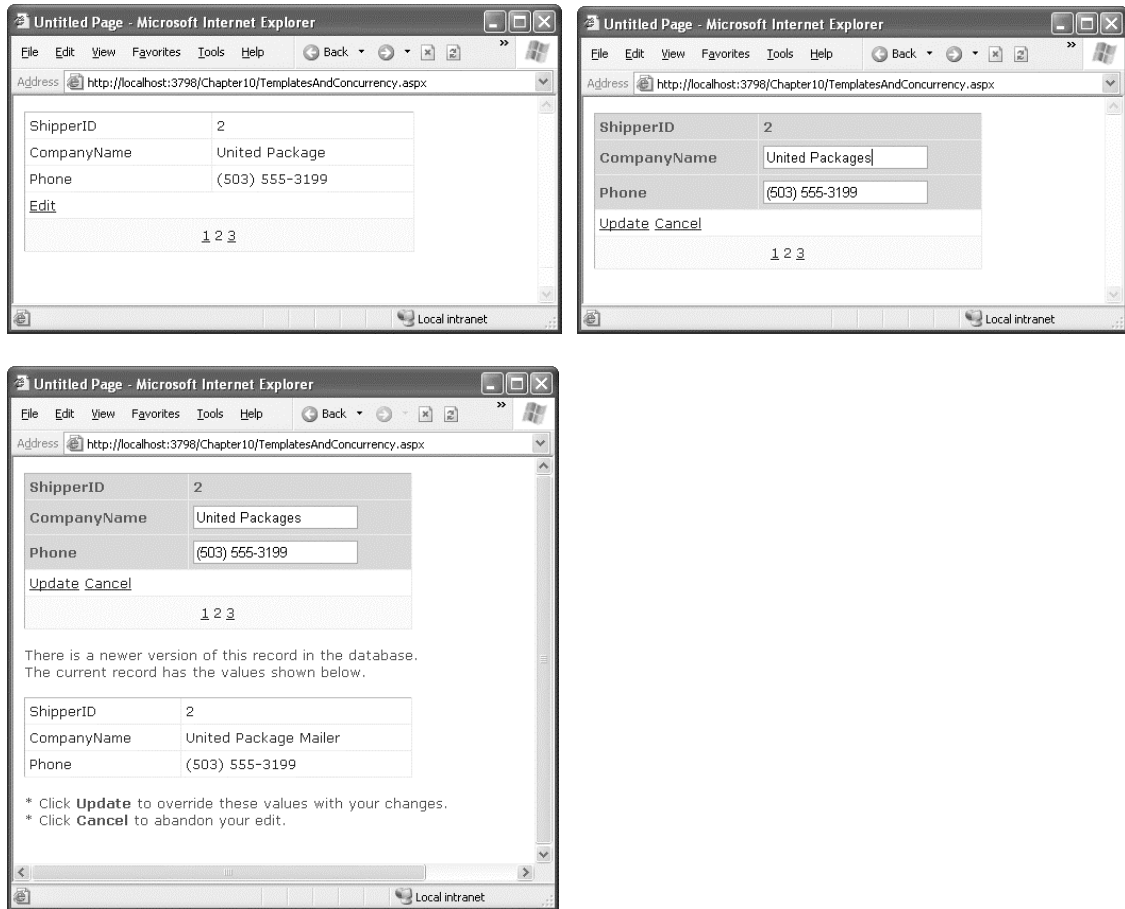 Untitled Page - Microsoft Internet Explorer
File Edit View Favorites Tools Help Back »
Address http://localhost:3798/Chapter10/TemplatesAndConcurrency.aspx
ShipperID 2
CompanyName United Package
Phone (503) 555-3199
Edit
1 2 3
Local intranet
Untitled Page - Microsoft Internet Explorer
File Edit View Favorites Tools Help Back »
Address http://localhost:3798/Chapter10/TemplatesAndConcurrency.aspx
ShipperID 2
CompanyName United Packages
Phone (503) 555-3199
Update Cancel
1 2 3
Local intranet
Untitled Page - Microsoft Internet Explorer
File Edit View Favorites Tools Help Back »
Address http://localhost:3798/Chapter10/TemplatesAndConcurrency.aspx
ShipperID 2
CompanyName United Packages
Phone (503) 555-3199
Update Cancel
1 2 3
There is a newer version of this record in the database.
The current record has the values shown below.
ShipperID 2
CompanyName United Package Mailer
Phone (503) 555-3199
* Click Update to override these values with your changes.
* Click Cancel to abandon your edit.
Local intranet